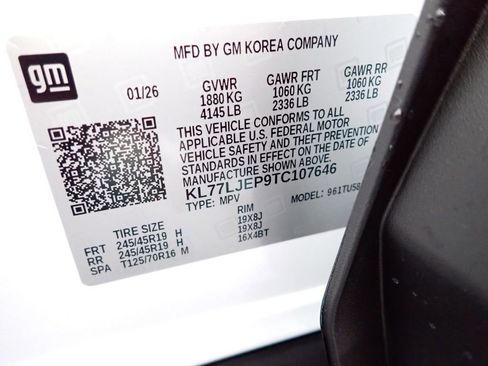 gm
MFD BY GM KOREA COMPANY
01/26 GVWR GAWR FRT GAWR RR
1880 KG 1060 KG 1060 KG
4145 LB 2336 LB 2336 LB
THIS VEHICLE CONFORMS TO ALL
APPLICABLE U.S. FEDERAL MOTOR
VEHICLE SAFETY AND THEFT PREVENTION
STANDARDS IN EFFECT ON THE DATE OF
MANUFACTURE SHOWN ABOVE.
KL77LJEP9TC107646
TYPE: MPV MODEL: 961TU58
TIRE SIZE RIM
FRT 245/45R19 H 19X8J
RR 245/45R19 H 19X8J
SPA T125/70R16 M 16X4BT